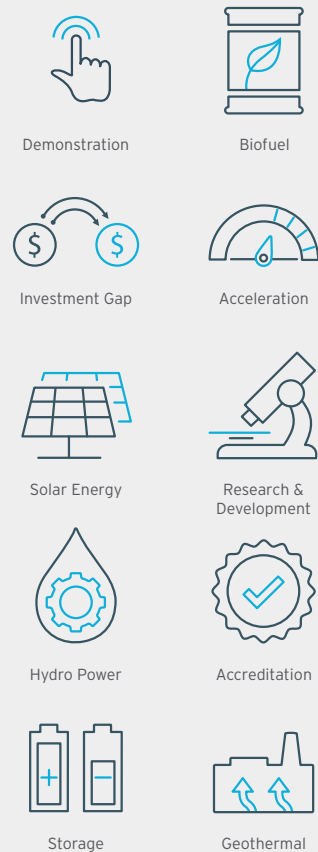 Demonstration
Biofuel
$ $
Investment Gap
Acceleration
Solar Energy
Research &
Development
Hydro Power
Accreditation
Storage
Geothermal